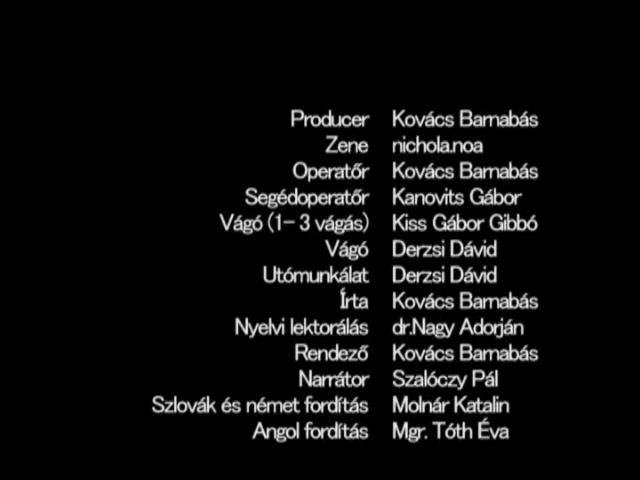 Producer Kovács Barnabás
Zene nichola.noa
Operatőr Kovács Barnabás
Segédoperatőr Kanovits Gábor
Vágó (1– 3 vágás) Kiss Gábor Gibbó
Vágó Derzsi Dávid
Utómunkálat Derzsi Dávid
Írta Kovács Barnabás
Nyelvi lektorálás dr.Nagy Adorján
Rendező Kovács Barnabás
Narrátor Szalóczy Pál
Szlovák és német fordítás Molnár Katalin
Angol fordítás Mgr. Tóth Éva